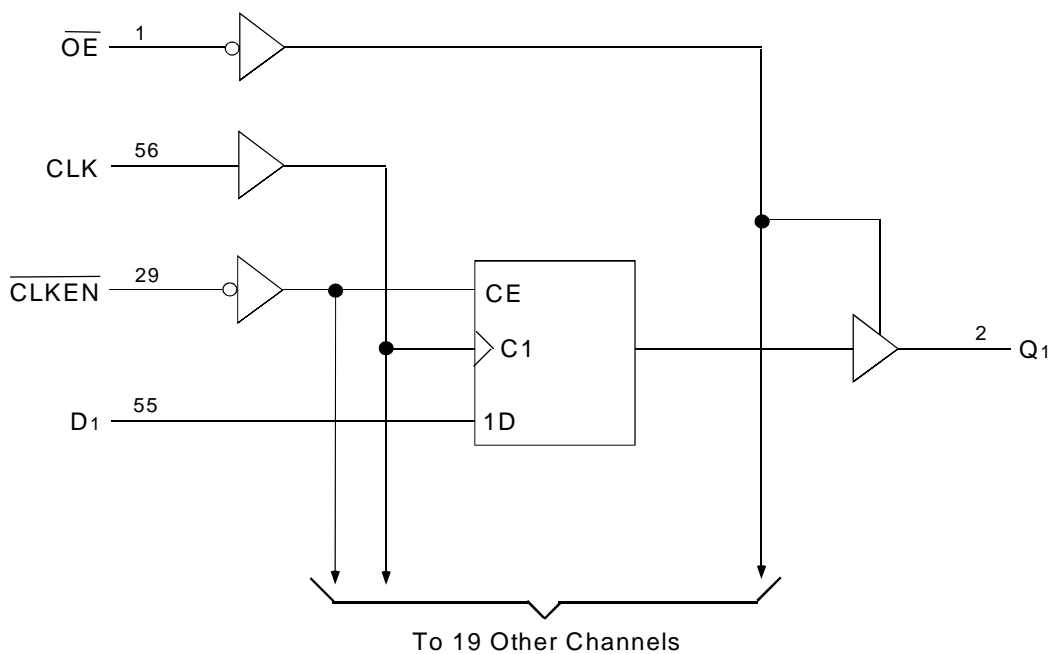 OE
1
CLK
56
CLKEN
29
CE
C1
2
Q1
D1
55
1D
To 19 Other Channels